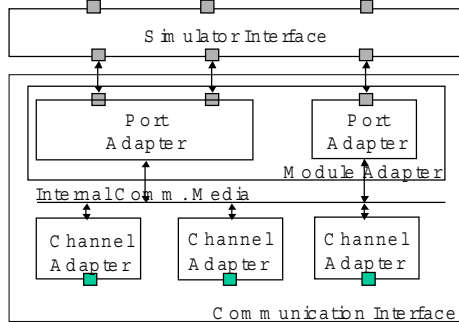 Simulator Interface
Port
Adapter
Port
Adapter
Module Adapter
Internal Comm. Media
Channel
Adapter
Channel
Adapter
Channel
Adapter
Communication Interface